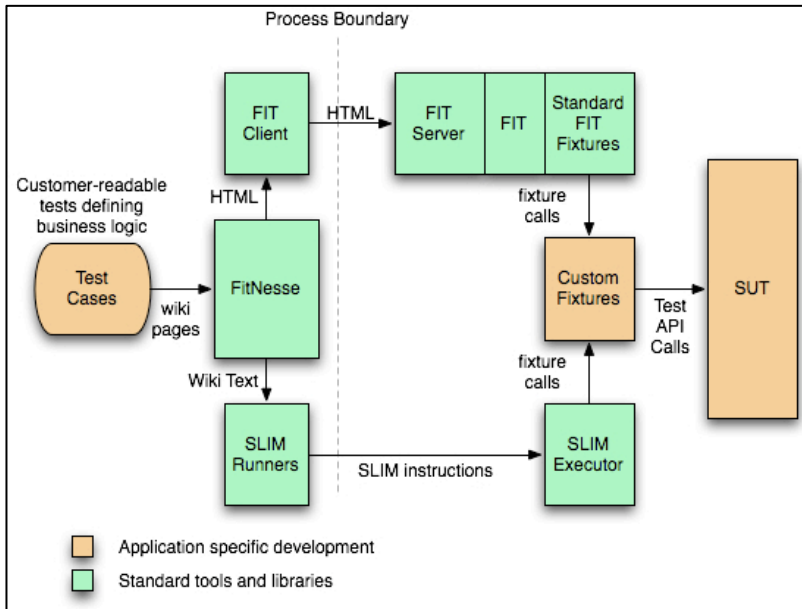 Process Boundary
FIT
Client
HTML
FIT
Server
FIT
Standard
FIT
Fixtures
Customer-readable
tests defining
business logic
HTML
fixture
calls
Test
Cases
wiki
pages
FitNesse
Custom
Fixtures
Test
API
Calls
SUT
Wiki Text
fixture
calls
SLIM
Runners
SLIM instructions
SLIM
Executor
Application specific development
Standard tools and libraries